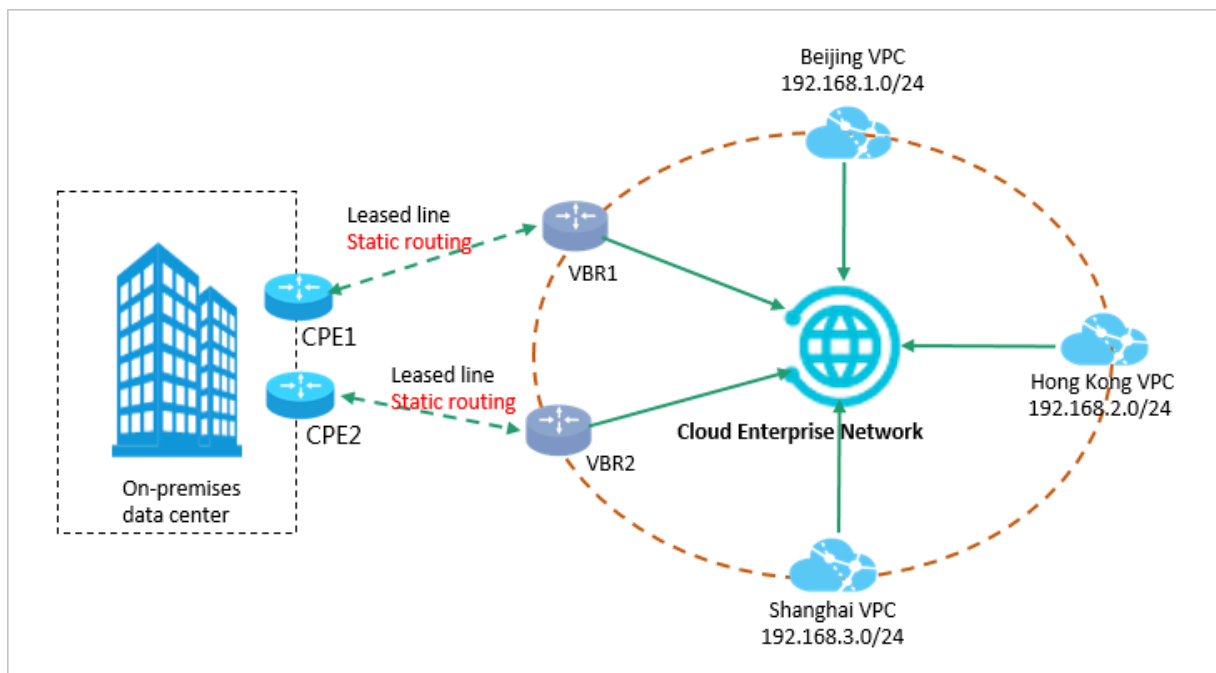 Beijing VPC
192.168.1.0/24
Leased line
Static routing
VBR1
CPE1
Leased line
Static routing
CPE2
VBR2
Cloud Enterprise Network
Hong Kong VPC
192.168.2.0/24
On-premises
data center
Shanghai VPC
192.168.3.0/24